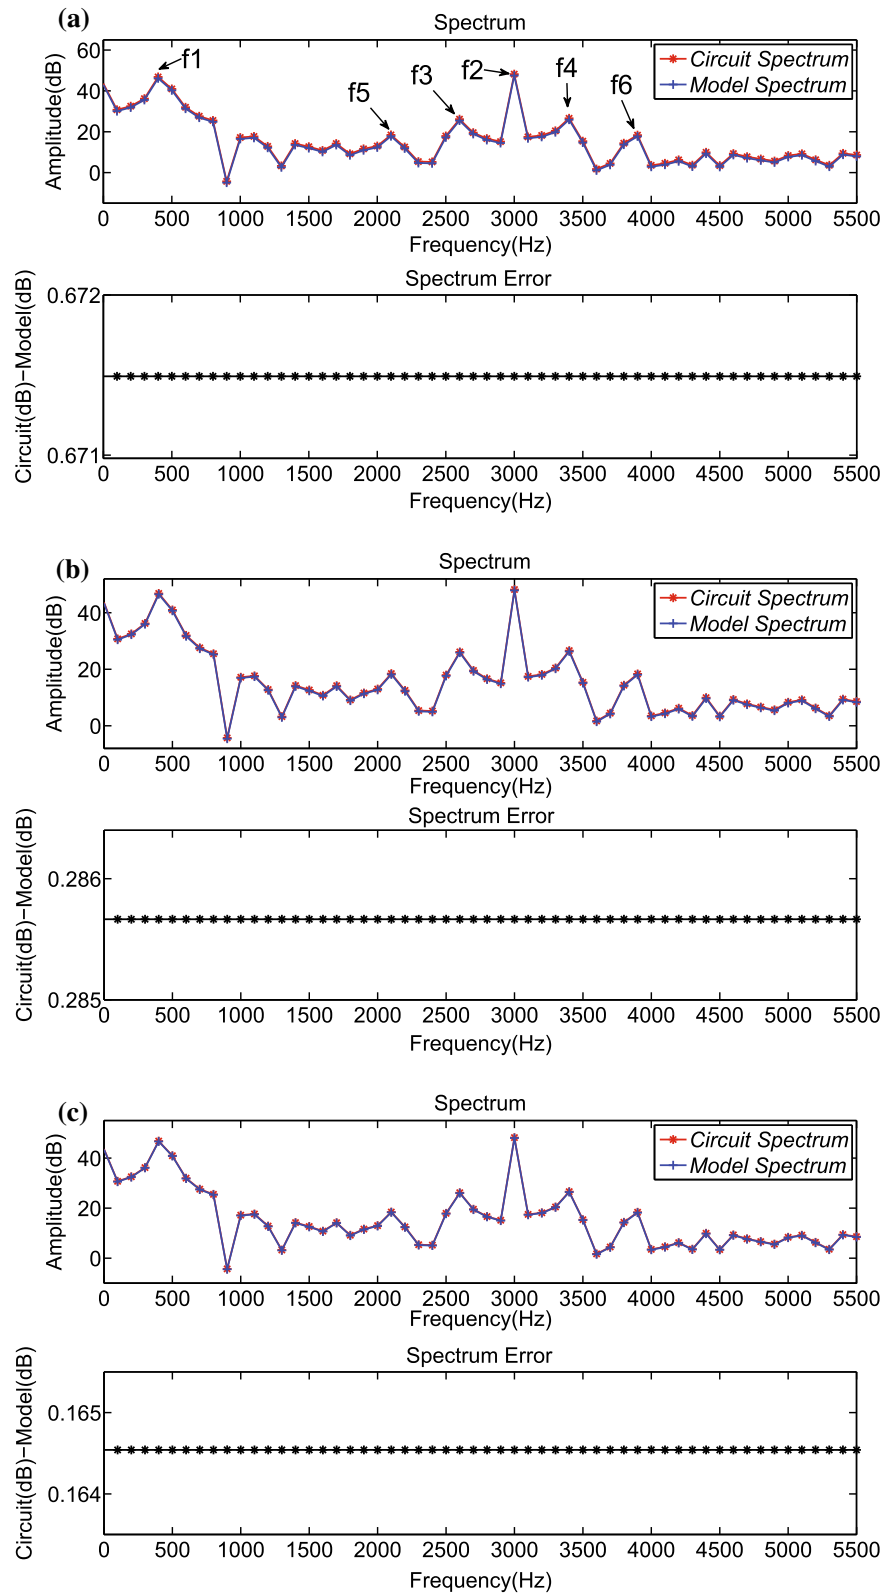 (a)
Spectrum
Amplitude(dB)
60
40
20
0
f1
f5
f3
f2
f4
f6
Circuit Spectrum
Model Spectrum
0 500 1000 1500 2000 2500 3000 3500 4000 4500 5000 5500
Frequency(Hz)
Spectrum Error
Circuit(dB)−Model(dB)
0.672
0.671
0 500 1000 1500 2000 2500 3000 3500 4000 4500 5000 5500
Frequency(Hz)
(b)
Spectrum
Amplitude(dB)
40
20
0
Circuit Spectrum
Model Spectrum
0 500 1000 1500 2000 2500 3000 3500 4000 4500 5000 5500
Frequency(Hz)
Spectrum Error
Circuit(dB)−Model(dB)
0.286
0.285
0 500 1000 1500 2000 2500 3000 3500 4000 4500 5000 5500
Frequency(Hz)
(c)
Spectrum
Amplitude(dB)
40
20
0
Circuit Spectrum
Model Spectrum
0 500 1000 1500 2000 2500 3000 3500 4000 4500 5000 5500
Frequency(Hz)
Spectrum Error
Circuit(dB)−Model(dB)
0.165
0.164
0 500 1000 1500 2000 2500 3000 3500 4000 4500 5000 5500
Frequency(Hz)